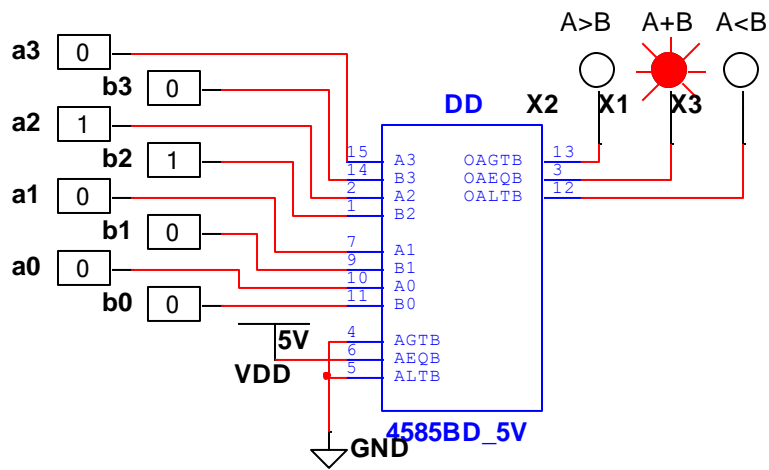 A>B A+B A<B
a3 0
b3 0
DD X2 X1 X3
a2 1
b2 1
15 A3 OAGTB 13
14 B3 OAEQB 3
2 A2 OALTB 12
1 B2
a1 0
b1 0
7 A1
9 B1
a0 0
10 A0
b0 0
11 B0
5V
4 AGTB
6 AEQB
VDD
5 ALTB
4585BD_5V
GND